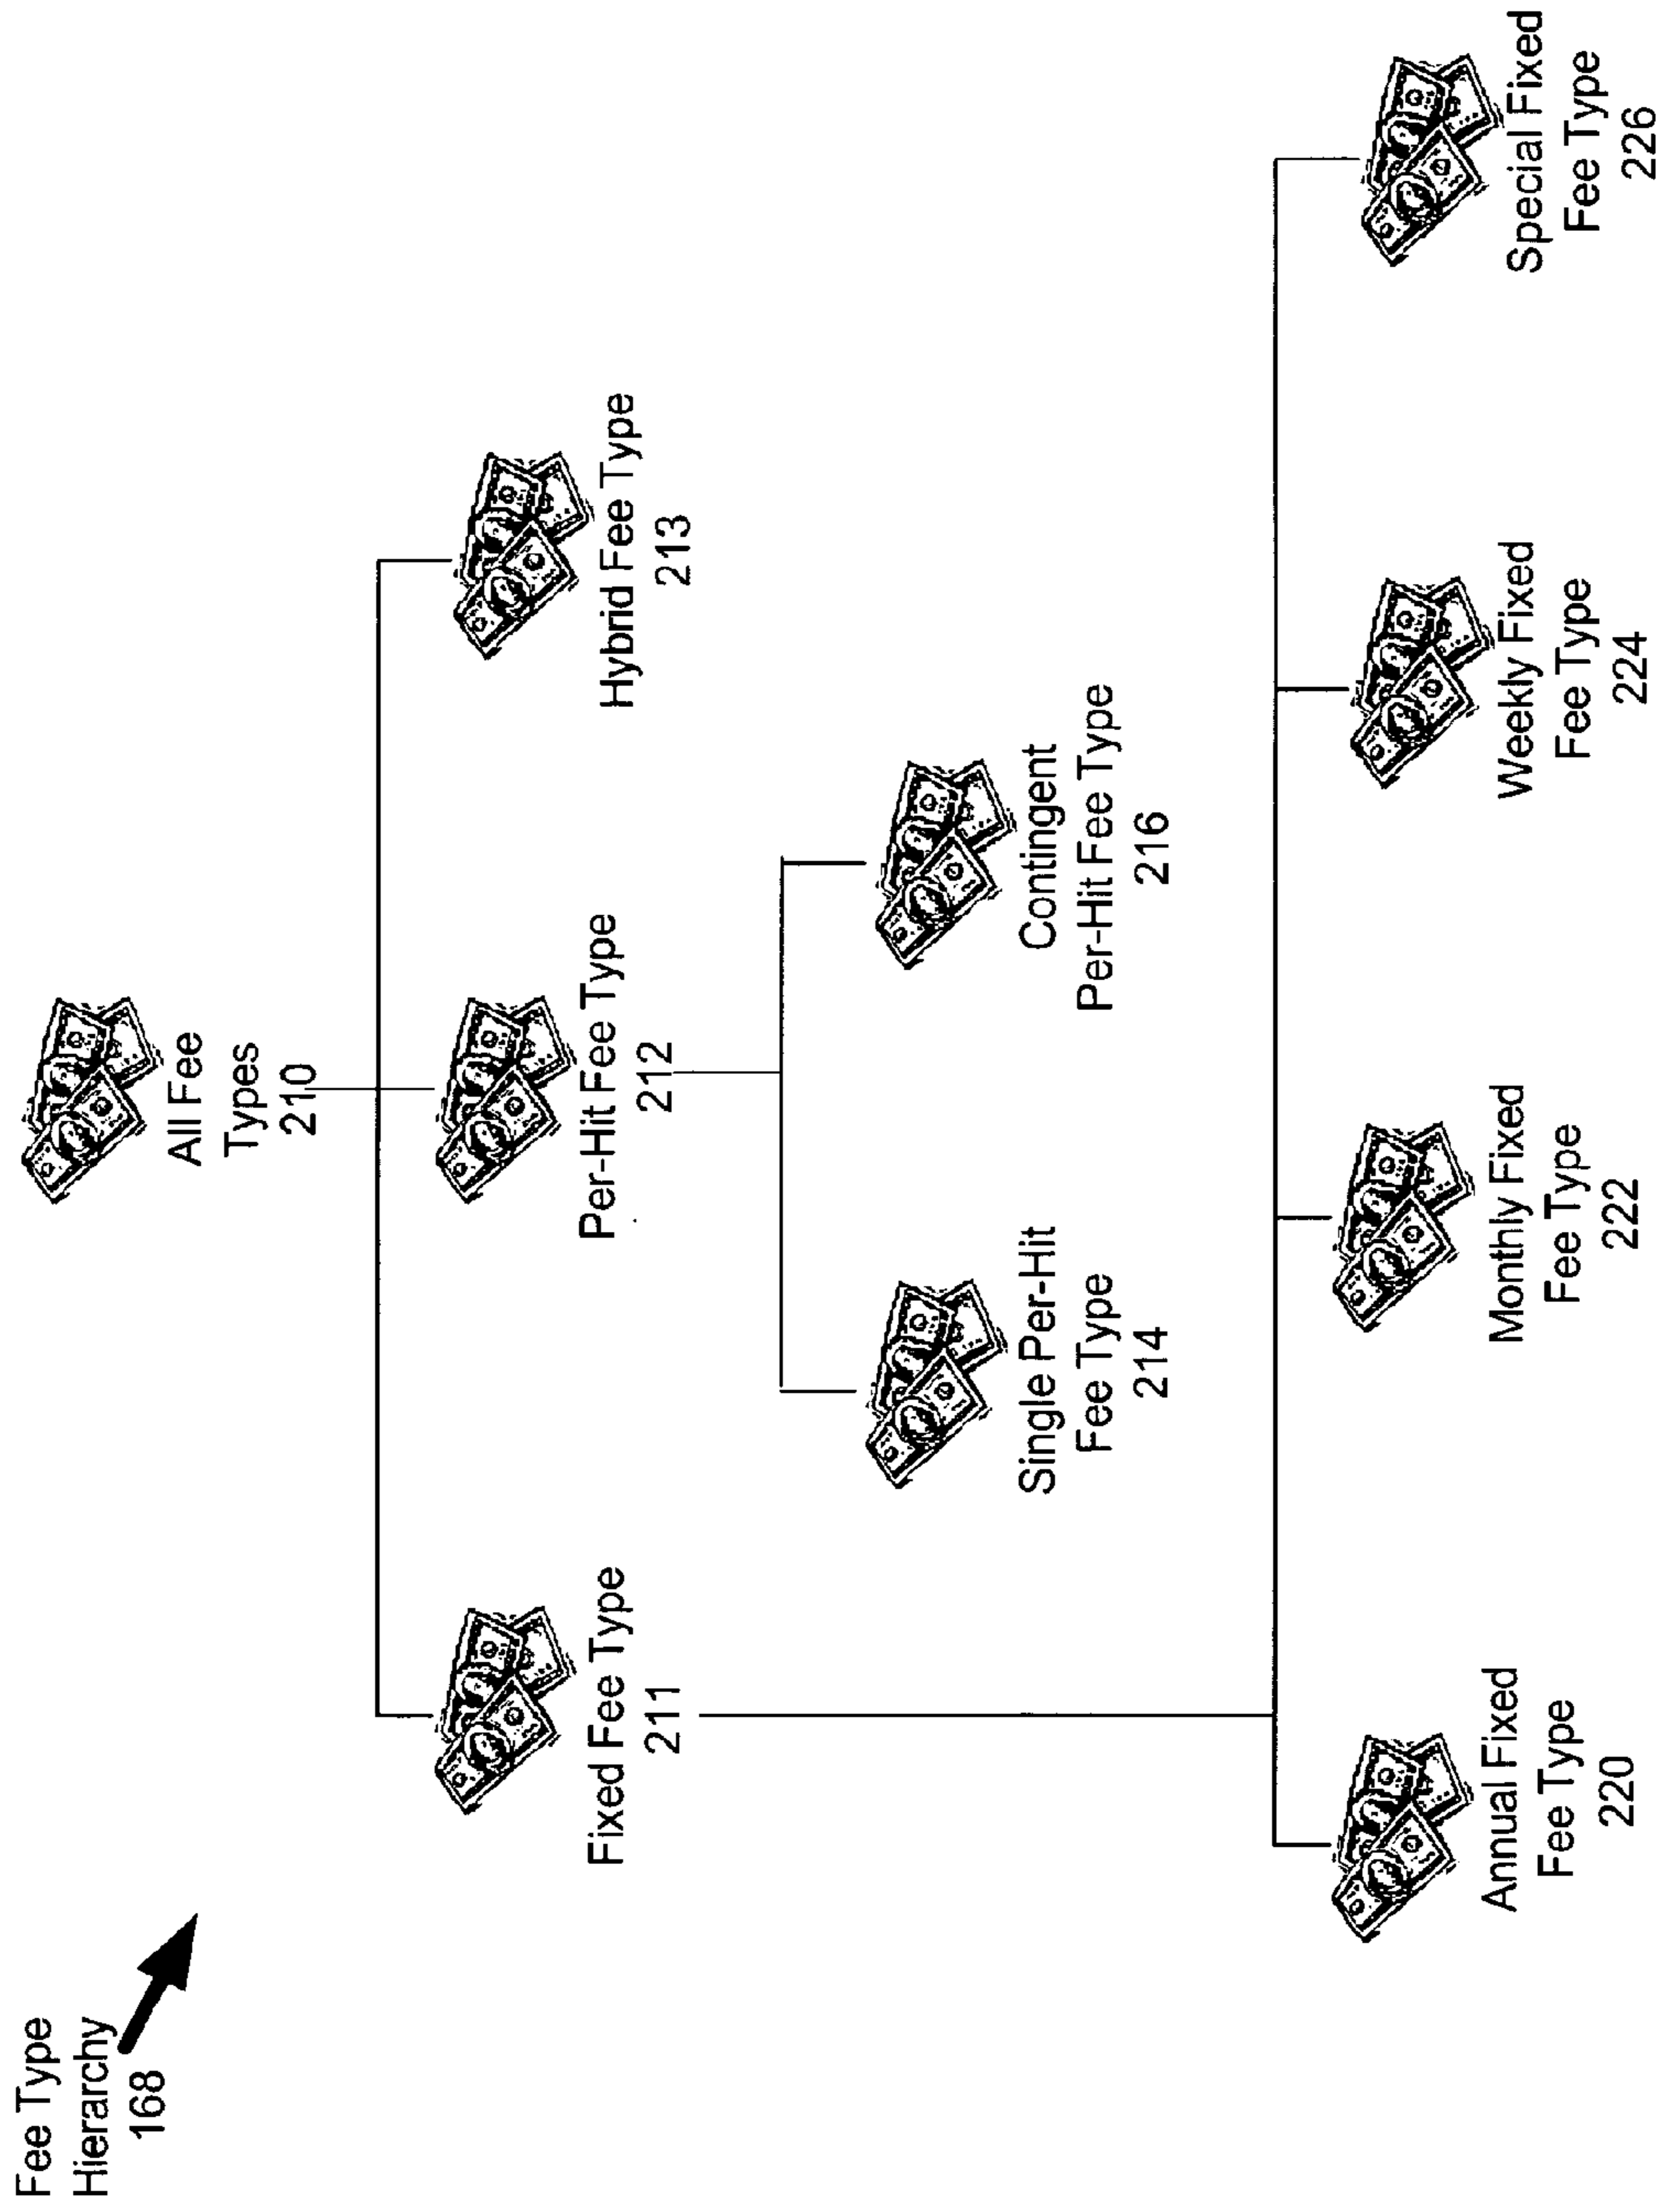 Fee Type
Hierarchy
168
All Fee
Types
210
Fixed Fee Type
211
Per-Hit Fee Type
212
Hybrid Fee Type
213
Single Per-Hit
Fee Type
214
Contingent
Per-Hit Fee Type
216
Annual Fixed
Fee Type
220
Monthly Fixed
Fee Type
222
Weekly Fixed
Fee Type
224
Special Fixed
Fee Type
226